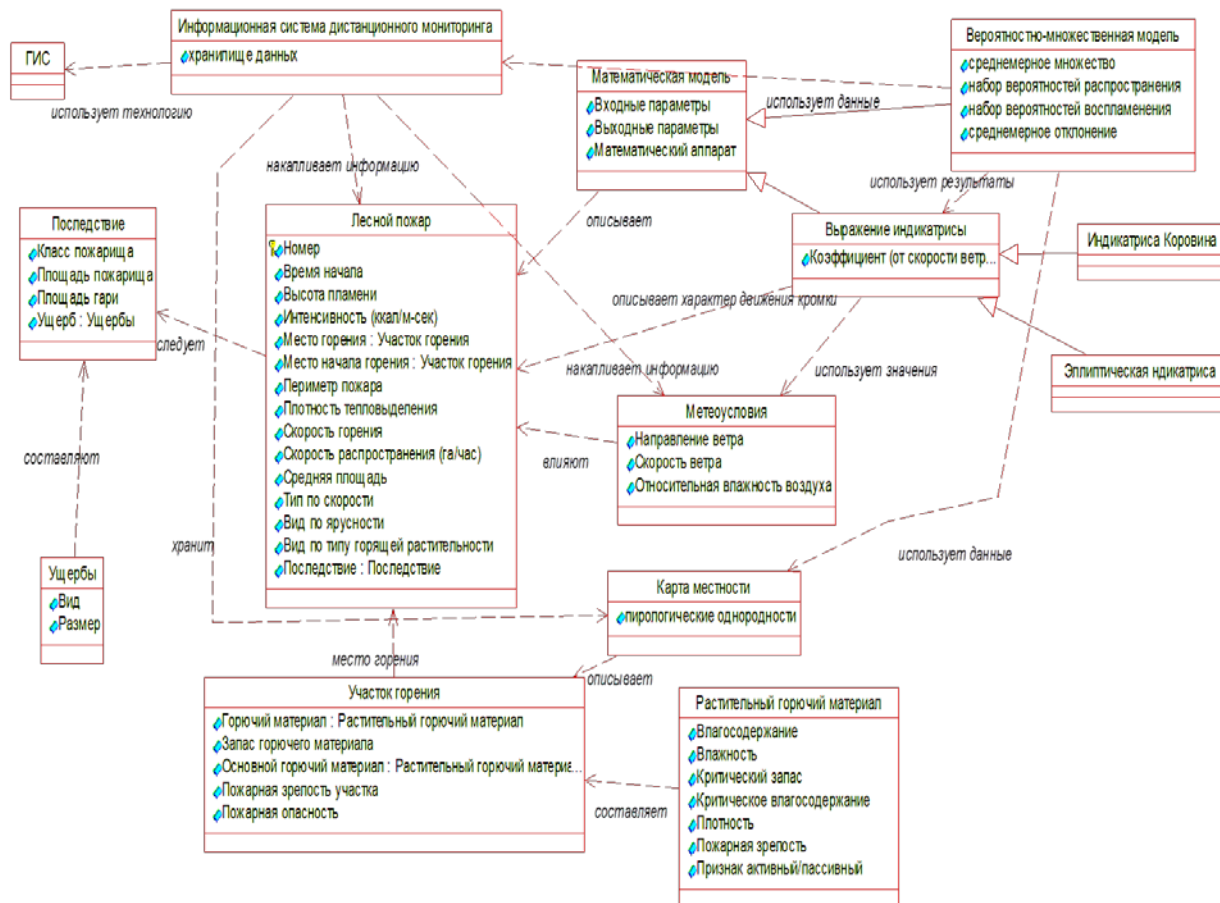 Информационная система дистанционного мониторинга
хранилище данных
ГИС
использует технологию
Вероятностно-множественная модель
среднемерное множество
набор вероятностей распространения
набор вероятностей воспламенения
среднемерное отклонение
Математическая модель
Входные параметры
Выходные параметры
Математический аппарат
использует данные
накапливает информацию
использует результаты
описывает
Последствие
Класс пожарища
Площадь пожарища
Площадь гари
Ущерб : Ущербы
Лесной пожар
Номер
Время начала
Высота пламени
Интенсивность (ккал/м-сек)
Место горения : Участок горения
Место начала горения : Участок горения
Периметр пожара
Плотность тепловыделения
Скорость горения
Скорость распространения (га/час)
Средняя площадь
Тип по скорости
Вид по ярусности
Вид по типу горящей растительности
Последствие : Последствие
Выражение индикатрисы
Коэффициент (от скорости ветр...
Индикатриса Коровина
описывает характер движения кромки
следует
накапливает информацию
использует значения
Эллиптическая ндикатриса
Метеоусловия
Направление ветра
Скорость ветра
Относительная влажность воздуха
влияют
составляют
хранит
использует данные
Ущербы
Вид
Размер
Карта местности
пирологические однородности
место горения
описывает
Участок горения
Горючий материал : Растительный горючий материал
Запас горючего материала
Основной горючий материал : Растительный горючий материа...
Пожарная зрелость участка
Пожарная опасность
составляет
Растительный горючий материал
Влагосодержание
Влажность
Критический запас
Критическое влагосодержание
Плотность
Пожарная зрелость
Признак активный/пассивный